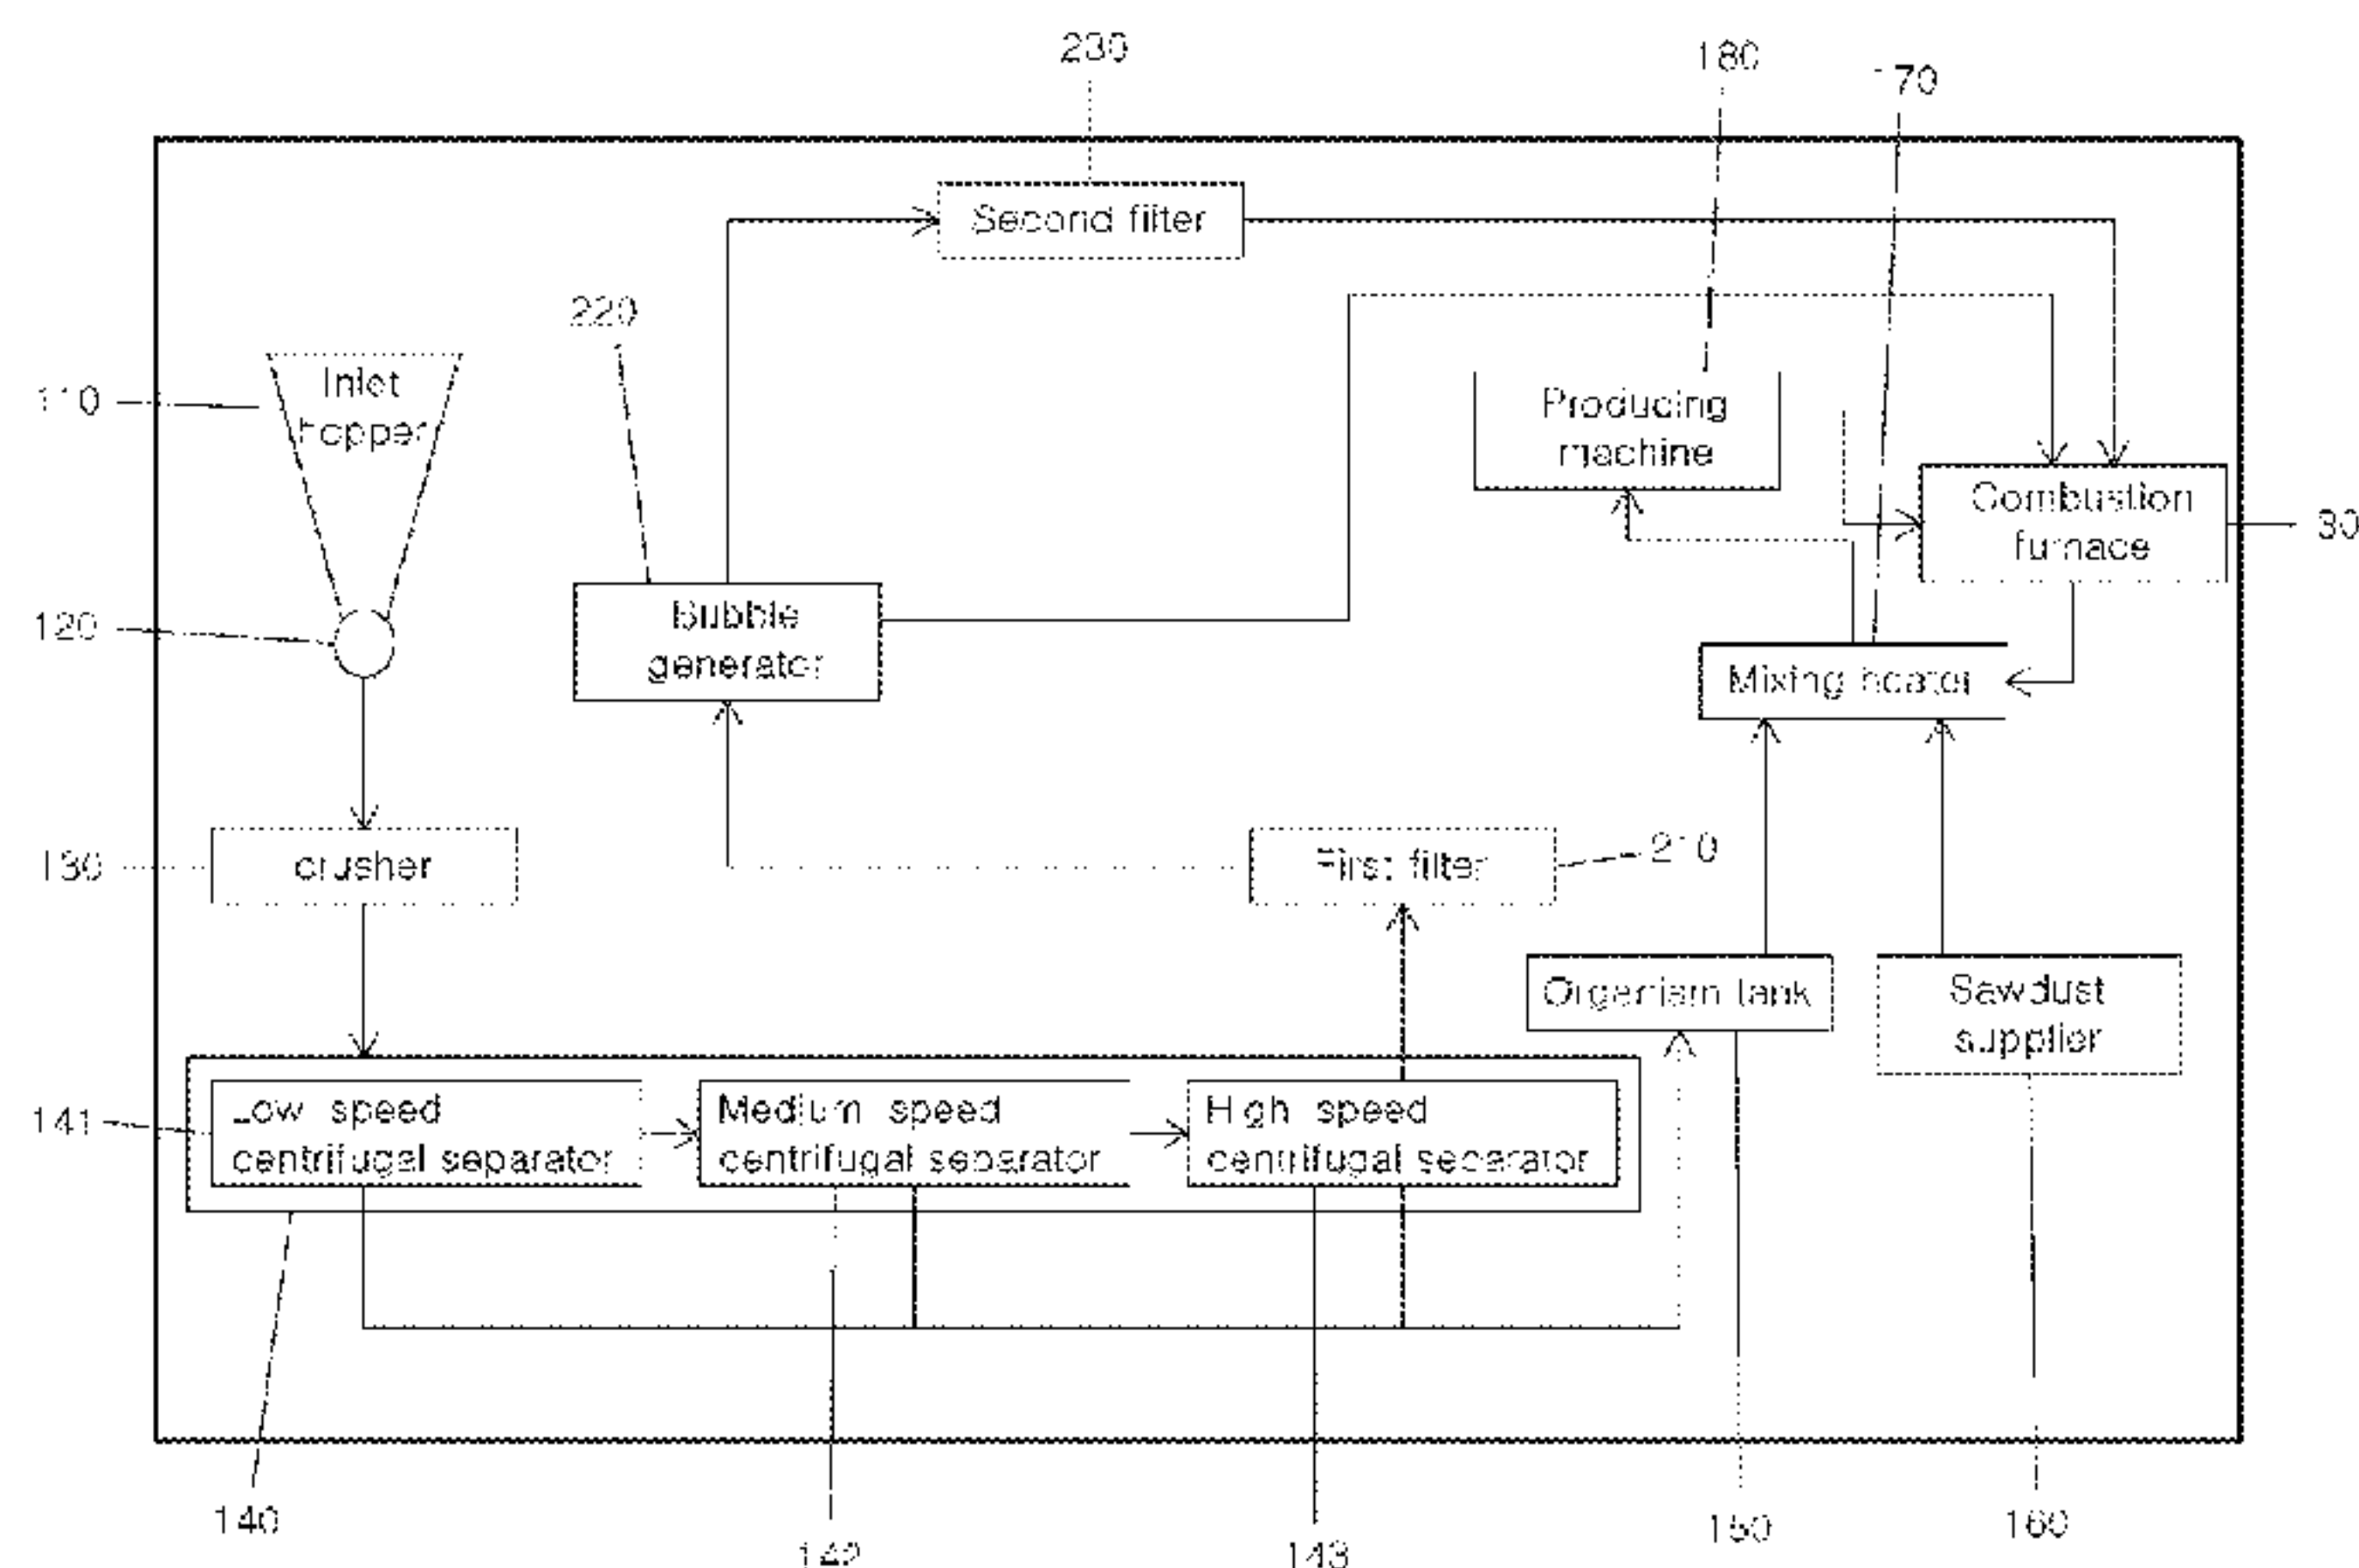 230
180
170
Second filter
220
110
Inlet
hopper
Producing
machine
Combustion
furnace
30
120
Bubble
generator
Mixing heater
130
crusher
First filter
210
Organism tank
Sawdust
supplier
141
Low speed
centrifugal separator
Medium speed
centrifugal separator
High speed
centrifugal separator
140
142
143
150
160